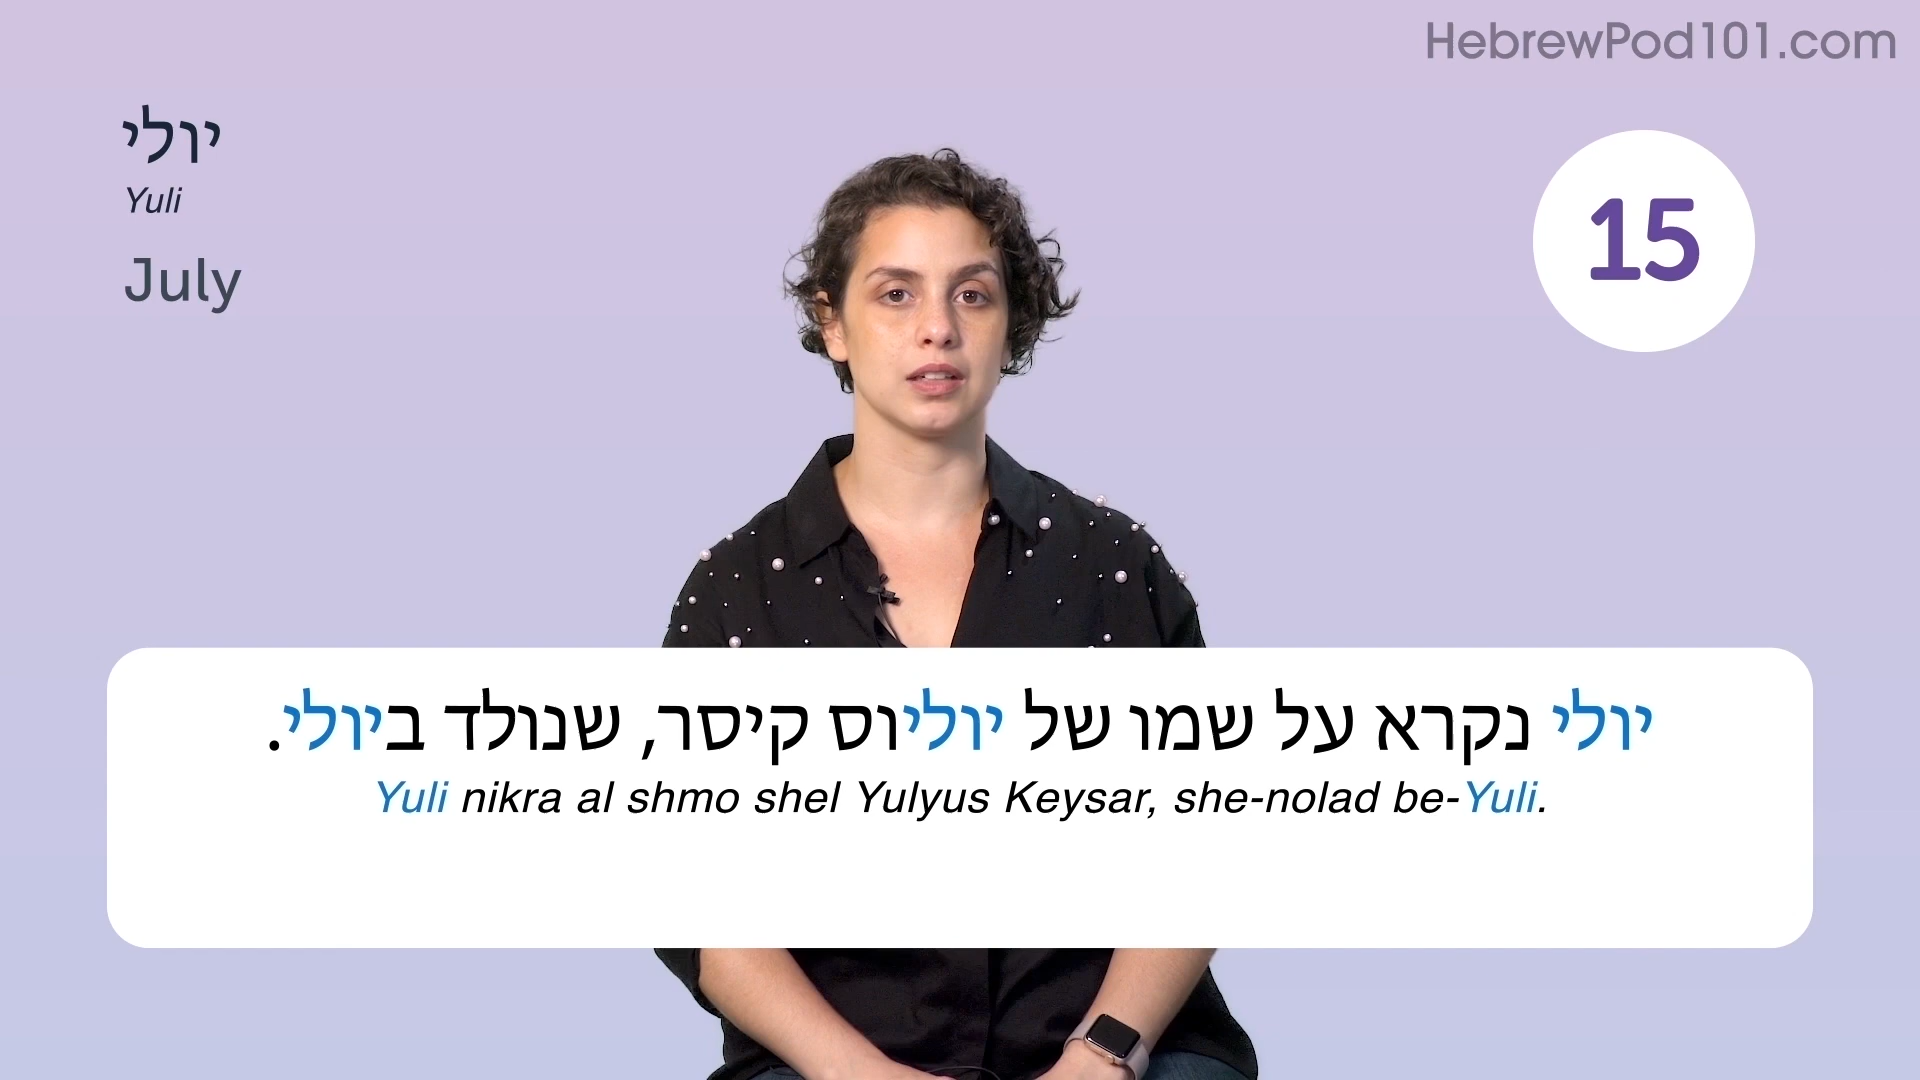 HebrewPod101.com
יולי
Yuli
July
15
יולי נקרא על שמו של יוליוס קיסר, שנולד ביולי.
Yuli nikra al shmo shel Yulyus Keysar, she-nolad be-Yuli.